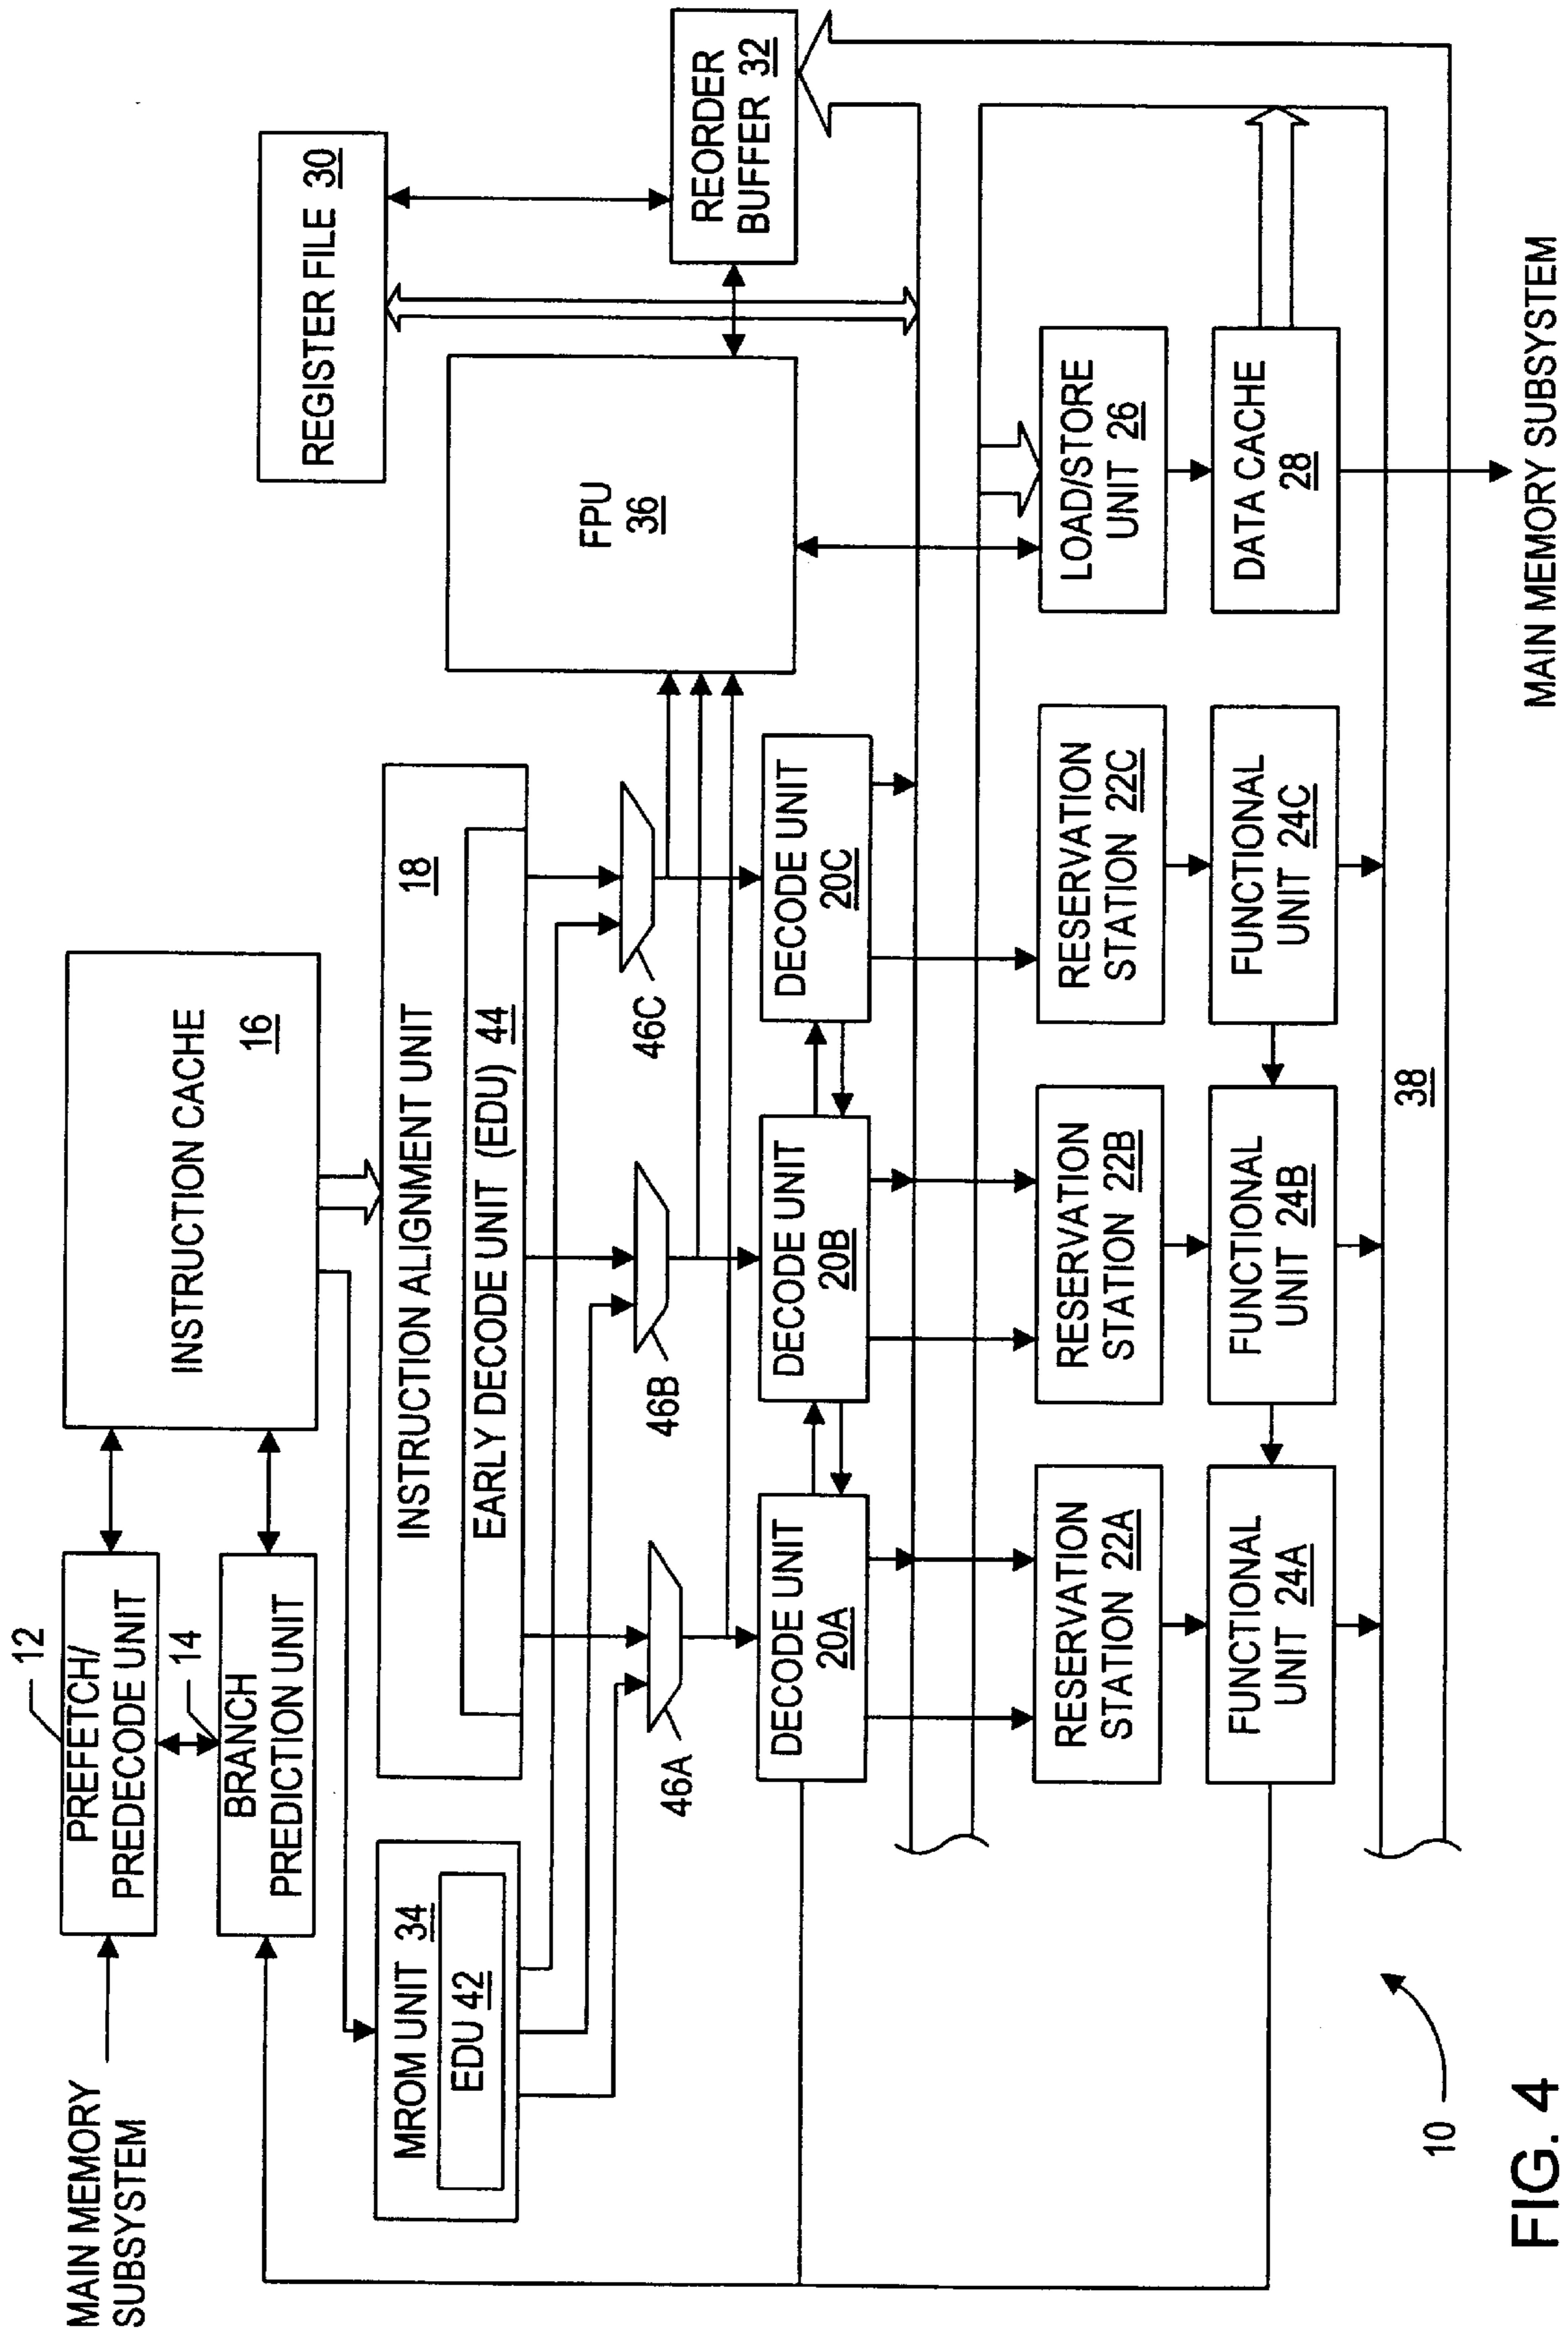 MAIN MEMORY
SUBSYSTEM
12
PREFETCH/
PREDECODE UNIT
14
BRANCH
PREDICTION UNIT
INSTRUCTION CACHE
16
REGISTER FILE 30
MROM UNIT 34
EDU 42
INSTRUCTION ALIGNMENT UNIT 18
EARLY DECODE UNIT (EDU) 44
46A
46B
46C
FPU
36
REORDER
BUFFER 32
DECODE UNIT
20A
DECODE UNIT
20B
DECODE UNIT
20C
RESERVATION
STATION 22A
RESERVATION
STATION 22B
RESERVATION
STATION 22C
LOAD/STORE
UNIT 26
FUNCTIONAL
UNIT 24A
FUNCTIONAL
UNIT 24B
FUNCTIONAL
UNIT 24C
DATA CACHE
28
38
10
MAIN MEMORY SUBSYSTEM
FIG. 4